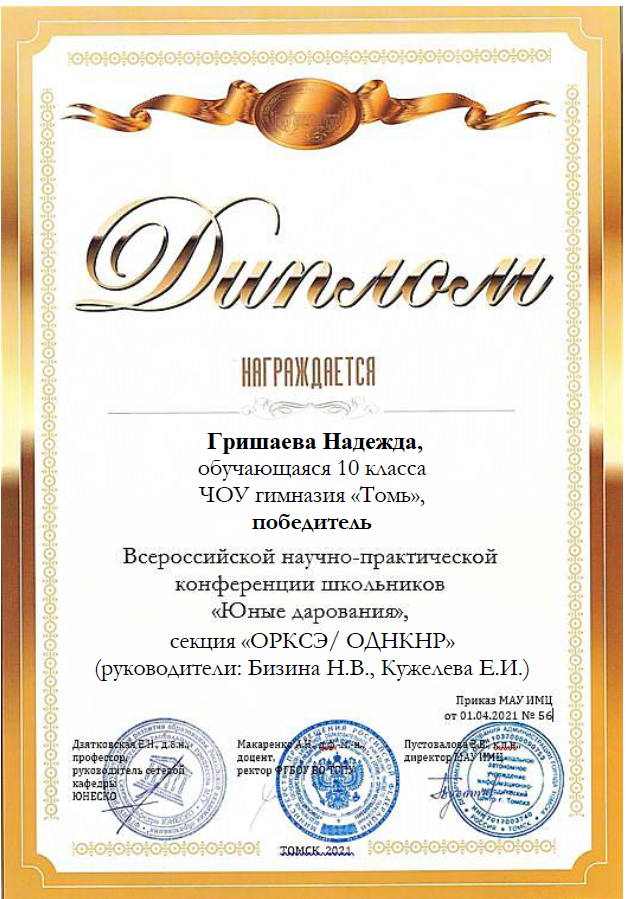 Диплом
НАГРАЖДАЕТСЯ
Гришаева Надежда,
обучающаяся 10 класса
ЧОУ гимназия «Томь»,
победитель
Всероссийской научно-практической
конференции школьников
«Юные дарования»,
секция «ОРКСЭ/ ОДНКНР»
(руководители: Бизина Н.В., Кужелева Е.И.)
Приказ МАУ ИМЦ
от 01.04.2021 № 56
Дзятковская Е.Н., д.б.н.,
профессор,
руководитель сетевой
кафедры
ЮНЕСКО
Макаренко А.Н., д.ф.-м.н.,
доцент,
ректор ФГБОУ ВО ТГПУ
Пустовалова В.В., к.п.н.,
директор МАУ ИМЦ
ТОМСК, 2021